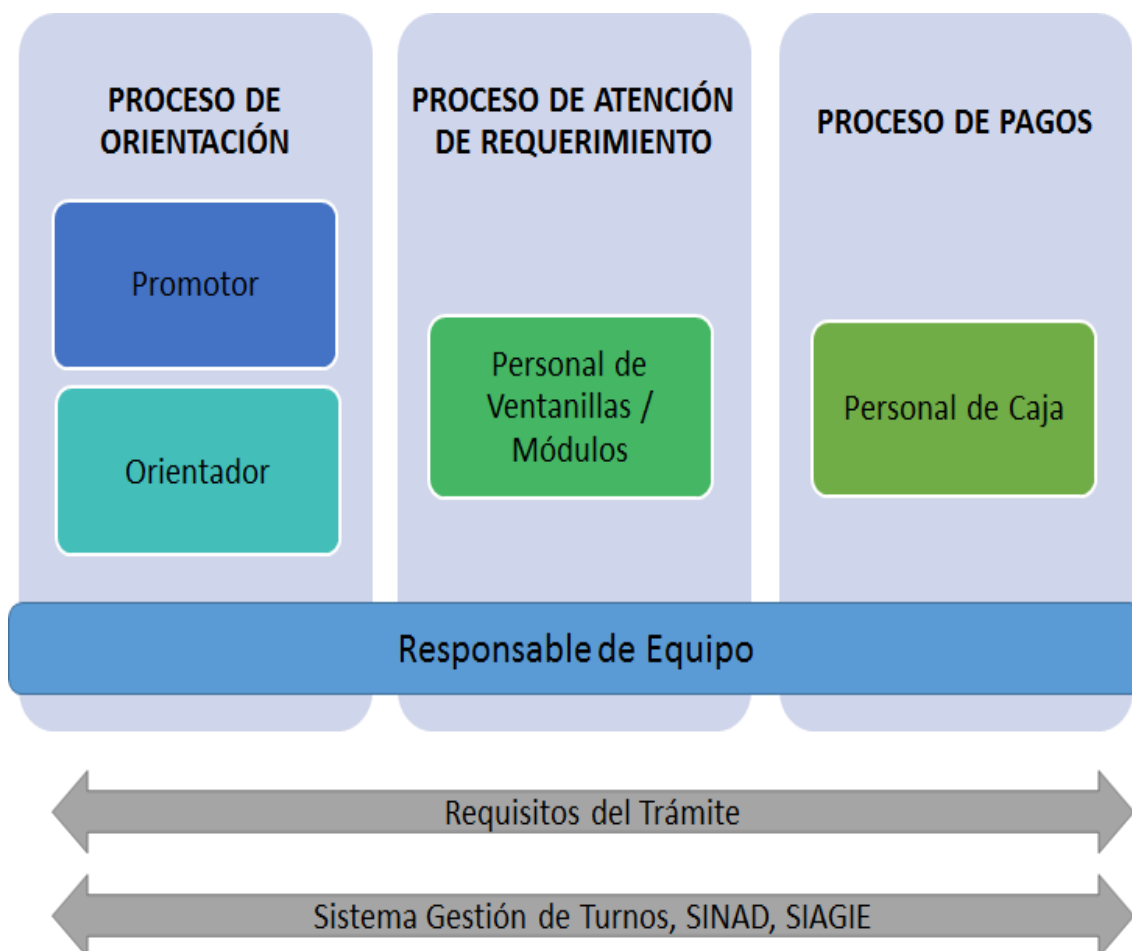 PROCESO DE
ORIENTACIÓN
Promotor
Orientador
PROCESO DE ATENCIÓN
DE REQUERIMIENTO
Personal de
Ventanillas /
Módulos
PROCESO DE PAGOS
Personal de Caja
Responsable de Equipo
Requisitos del Trámite
Sistema Gestión de Turnos, SINAD, SIAGIE